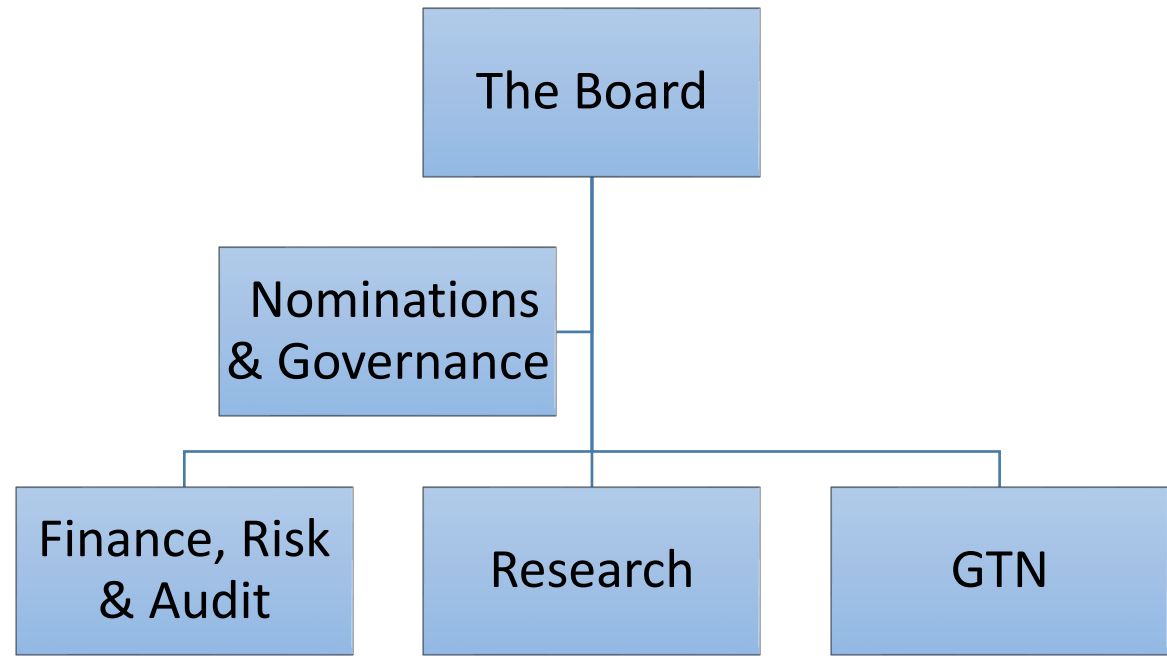 The Board
Nominations
& Governance
Finance, Risk
& Audit
Research
GTN